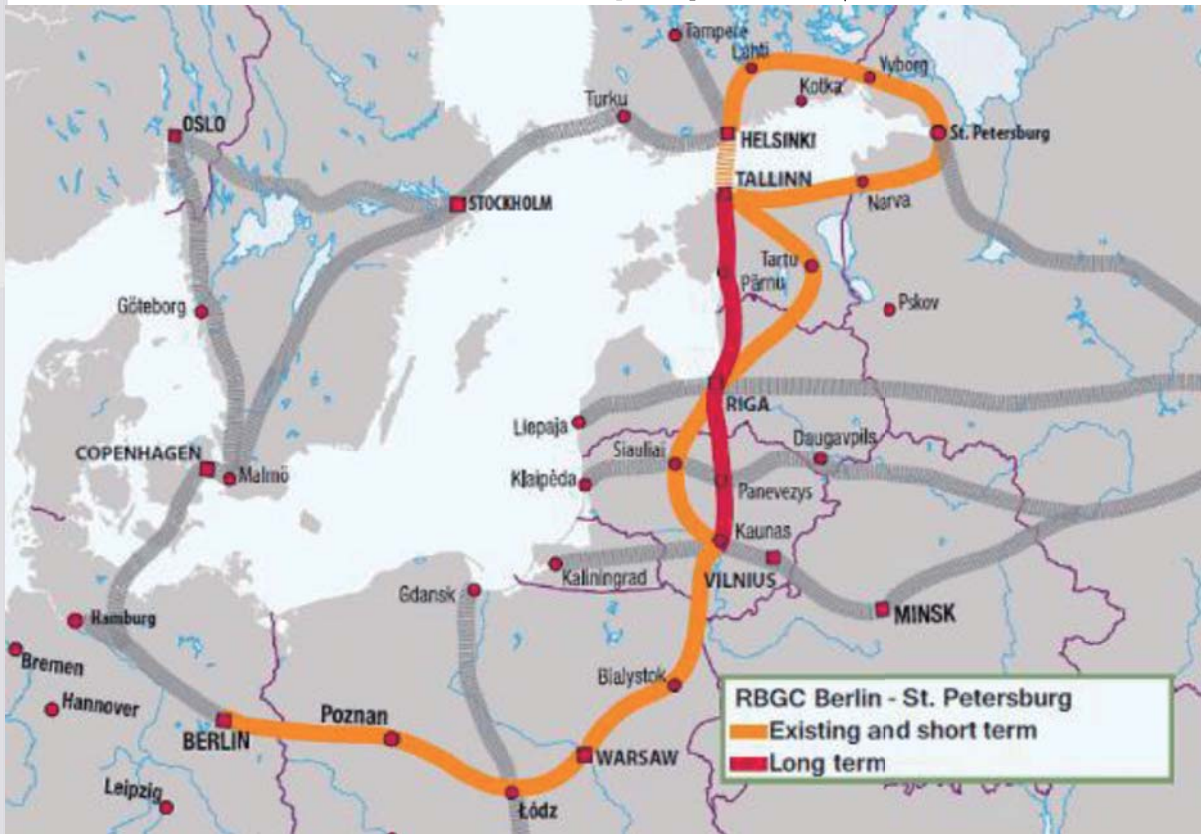 Tampere
Lahti
Vyborg
Kotka
Turku
OSLO
HELSINKI
St. Petersburg
TALLINN
STOCKHOLM
Narva
Tartu
Pärnu
Göteborg
Pskov
RIGA
Liepaja
Daugavpils
COPENHAGEN
Siauliai
Malmö
Klaipėda
Panevezys
Kaunas
Kaliningrad
VILNIUS
Gdansk
MINSK
Hamburg
Bremen
Bialystok
Hannover
Poznan
BERLIN
WARSAW
Leipzig
Łódz
RBGC Berlin - St. Petersburg
Existing and short term
Long term